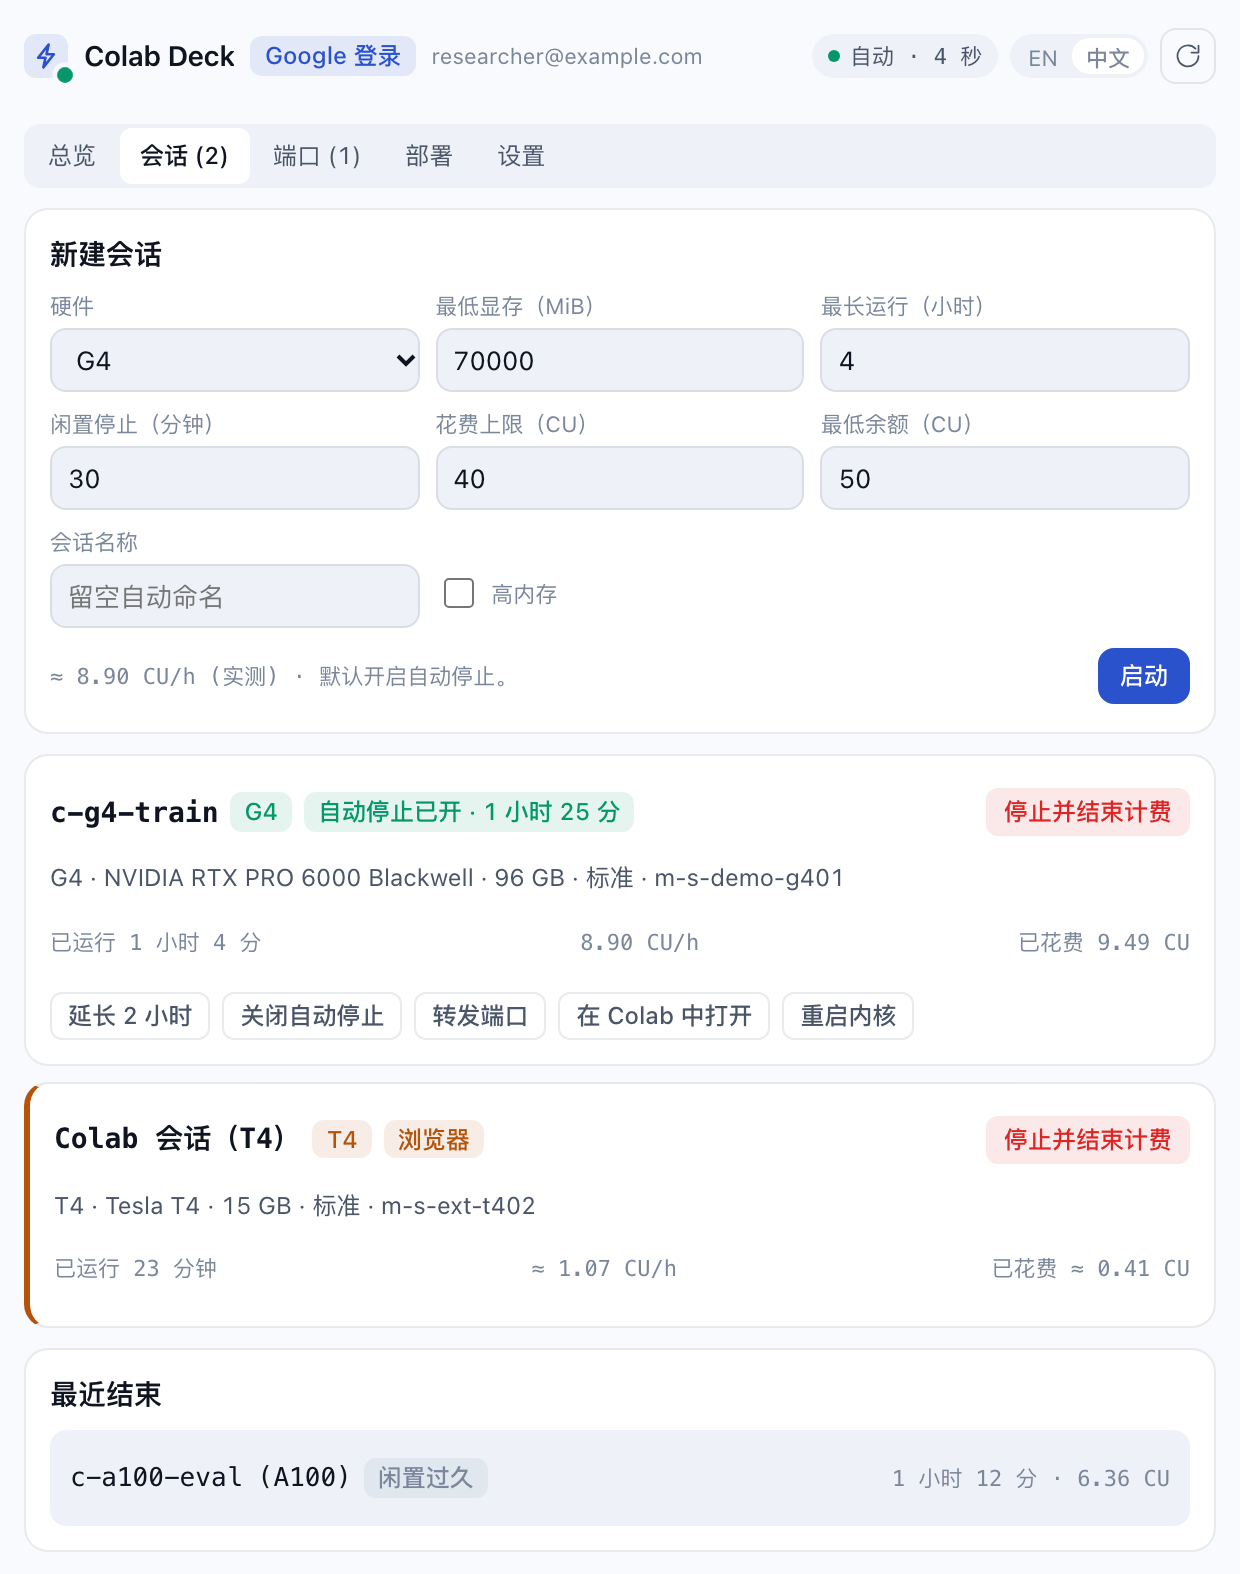 Colab Deck Google 登录 researcher@example.com 自动 · 4 秒 EN 中文
总览 会话 (2) 端口 (1) 部署 设置
新建会话
硬件 最低显存（MiB） 最长运行（小时）
G4 70000 4
闲置停止（分钟） 花费上限（CU） 最低余额（CU）
30 40 50
会话名称
留空自动命名 高内存
≈ 8.90 CU/h (实测) · 默认开启自动停止。 启动
c-g4-train G4 自动停止已开 · 1 小时 25 分 停止并结束计费
G4 · NVIDIA RTX PRO 6000 Blackwell · 96 GB · 标准 · m-s-demo-g401
已运行 1 小时 4 分 8.90 CU/h 已花费 9.49 CU
延长 2 小时 关闭自动停止 转发端口 在 Colab 中打开 重启内核
Colab 会话（T4） T4 浏览器 停止并结束计费
T4 · Tesla T4 · 15 GB · 标准 · m-s-ext-t402
已运行 23 分钟 ≈ 1.07 CU/h 已花费 ≈ 0.41 CU
最近结束
c-a100-eval (A100) 闲置过久 1 小时 12 分 · 6.36 CU